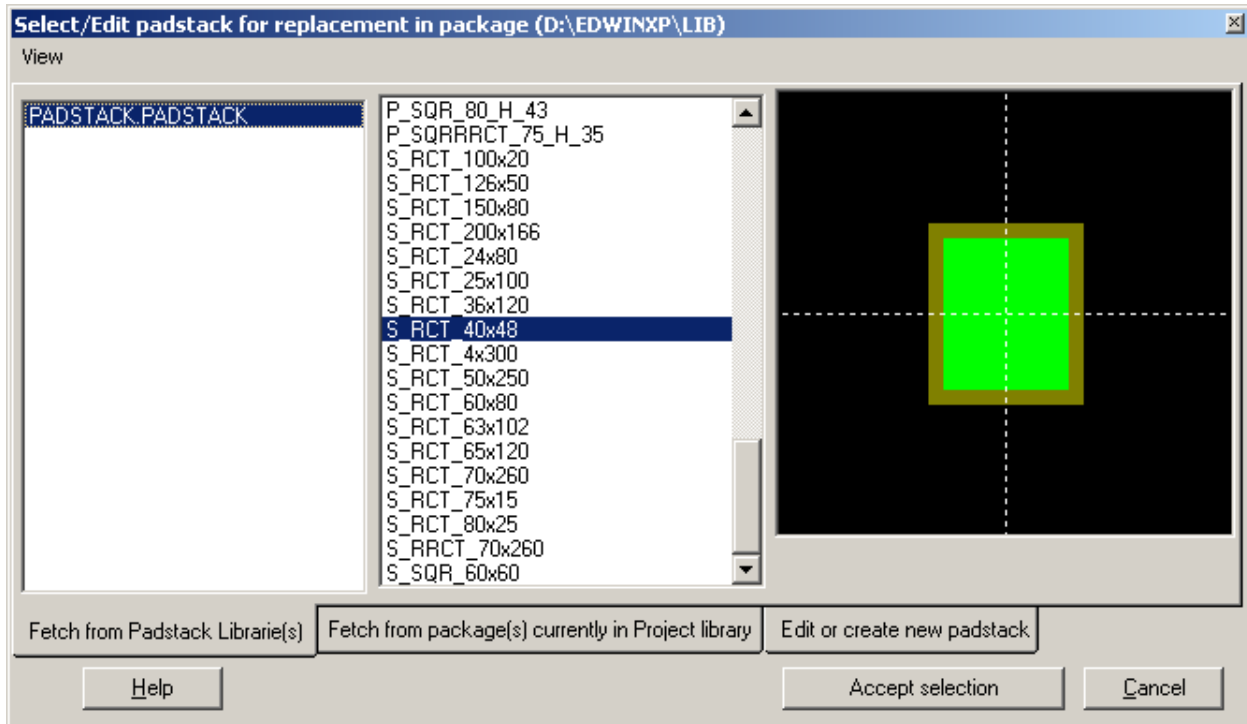 Select/Edit padstack for replacement in package (D:\EDWINXP\LIB)
View
PADSTACK.PADSTACK
P_SQR_80_H_43
P_SQRRRCT_75_H_35
S_RCT_100x20
S_RCT_126x50
S_RCT_150x80
S_RCT_200x166
S_RCT_24x80
S_RCT_25x100
S_RCT_36x120
S_RCT_40x48
S_RCT_4x300
S_RCT_50x250
S_RCT_60x80
S_RCT_63x102
S_RCT_65x120
S_RCT_70x260
S_RCT_75x15
S_RCT_80x25
S_RRCT_70x260
S_SQR_60x60
Fetch from Padstack Librarie(s)
Fetch from package(s) currently in Project library
Edit or create new padstack
Help
Accept selection
Cancel